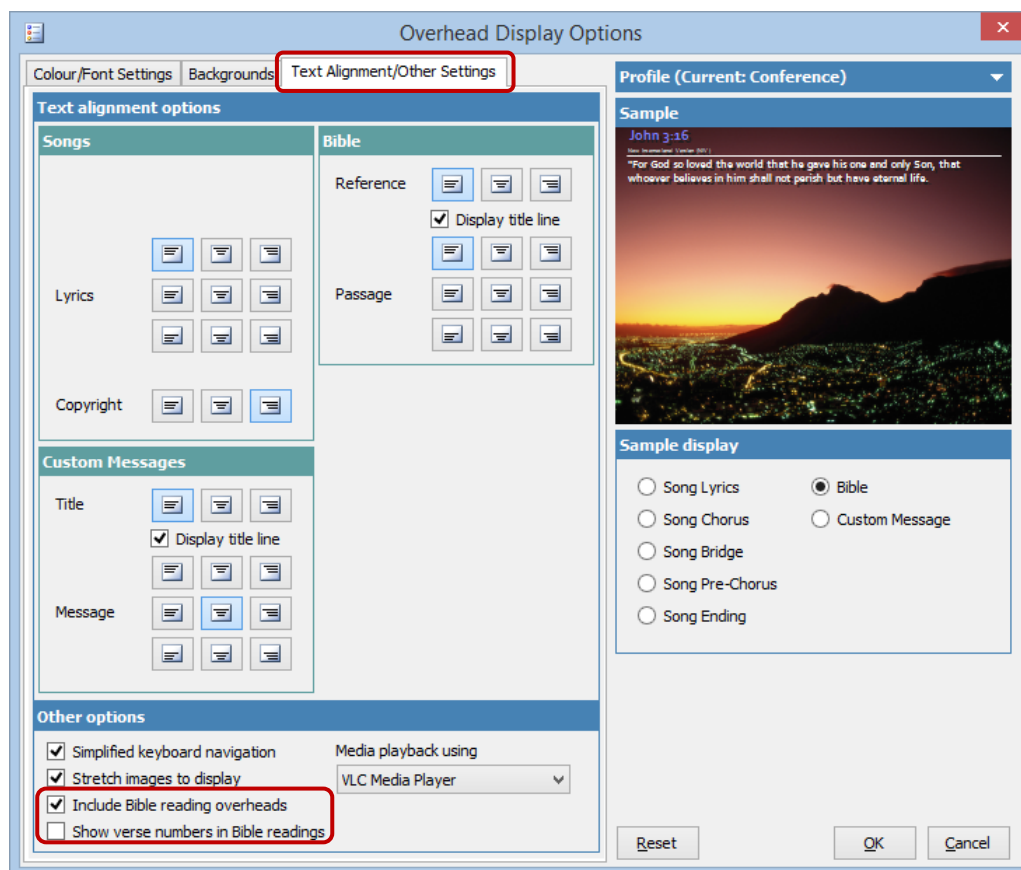 Overhead Display Options
Colour/Font Settings
Backgrounds
Text Alignment/Other Settings
Text alignment options
Songs
Lyrics
Copyright
Bible
Reference
Display title line
Passage
Custom Messages
Title
Display title line
Message
Other options
Simplified keyboard navigation
Stretch images to display
Include Bible reading overheads
Show verse numbers in Bible readings
Media playback using
VLC Media Player
Profile (Current: Conference)
Sample
John 3:16
New International Version (NIV)
"For God so loved the world that he gave his one and only Son, that
whoever believes in him shall not perish but have eternal life.
Sample display
Song Lyrics
Song Chorus
Song Bridge
Song Pre-Chorus
Song Ending
Bible
Custom Message
Reset
OK
Cancel